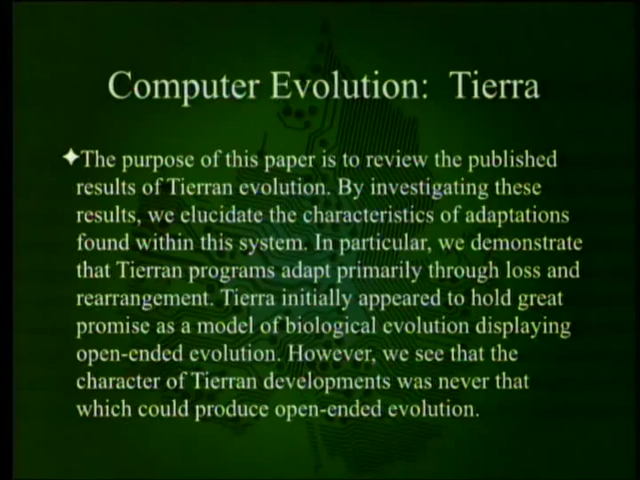 Computer Evolution: Tierra
✦The purpose of this paper is to review the published
results of Tierran evolution. By investigating these
results, we elucidate the characteristics of adaptations
found within this system. In particular, we demonstrate
that Tierran programs adapt primarily through loss and
rearrangement. Tierra initially appeared to hold great
promise as a model of biological evolution displaying
open-ended evolution. However, we see that the
character of Tierran developments was never that
which could produce open-ended evolution.